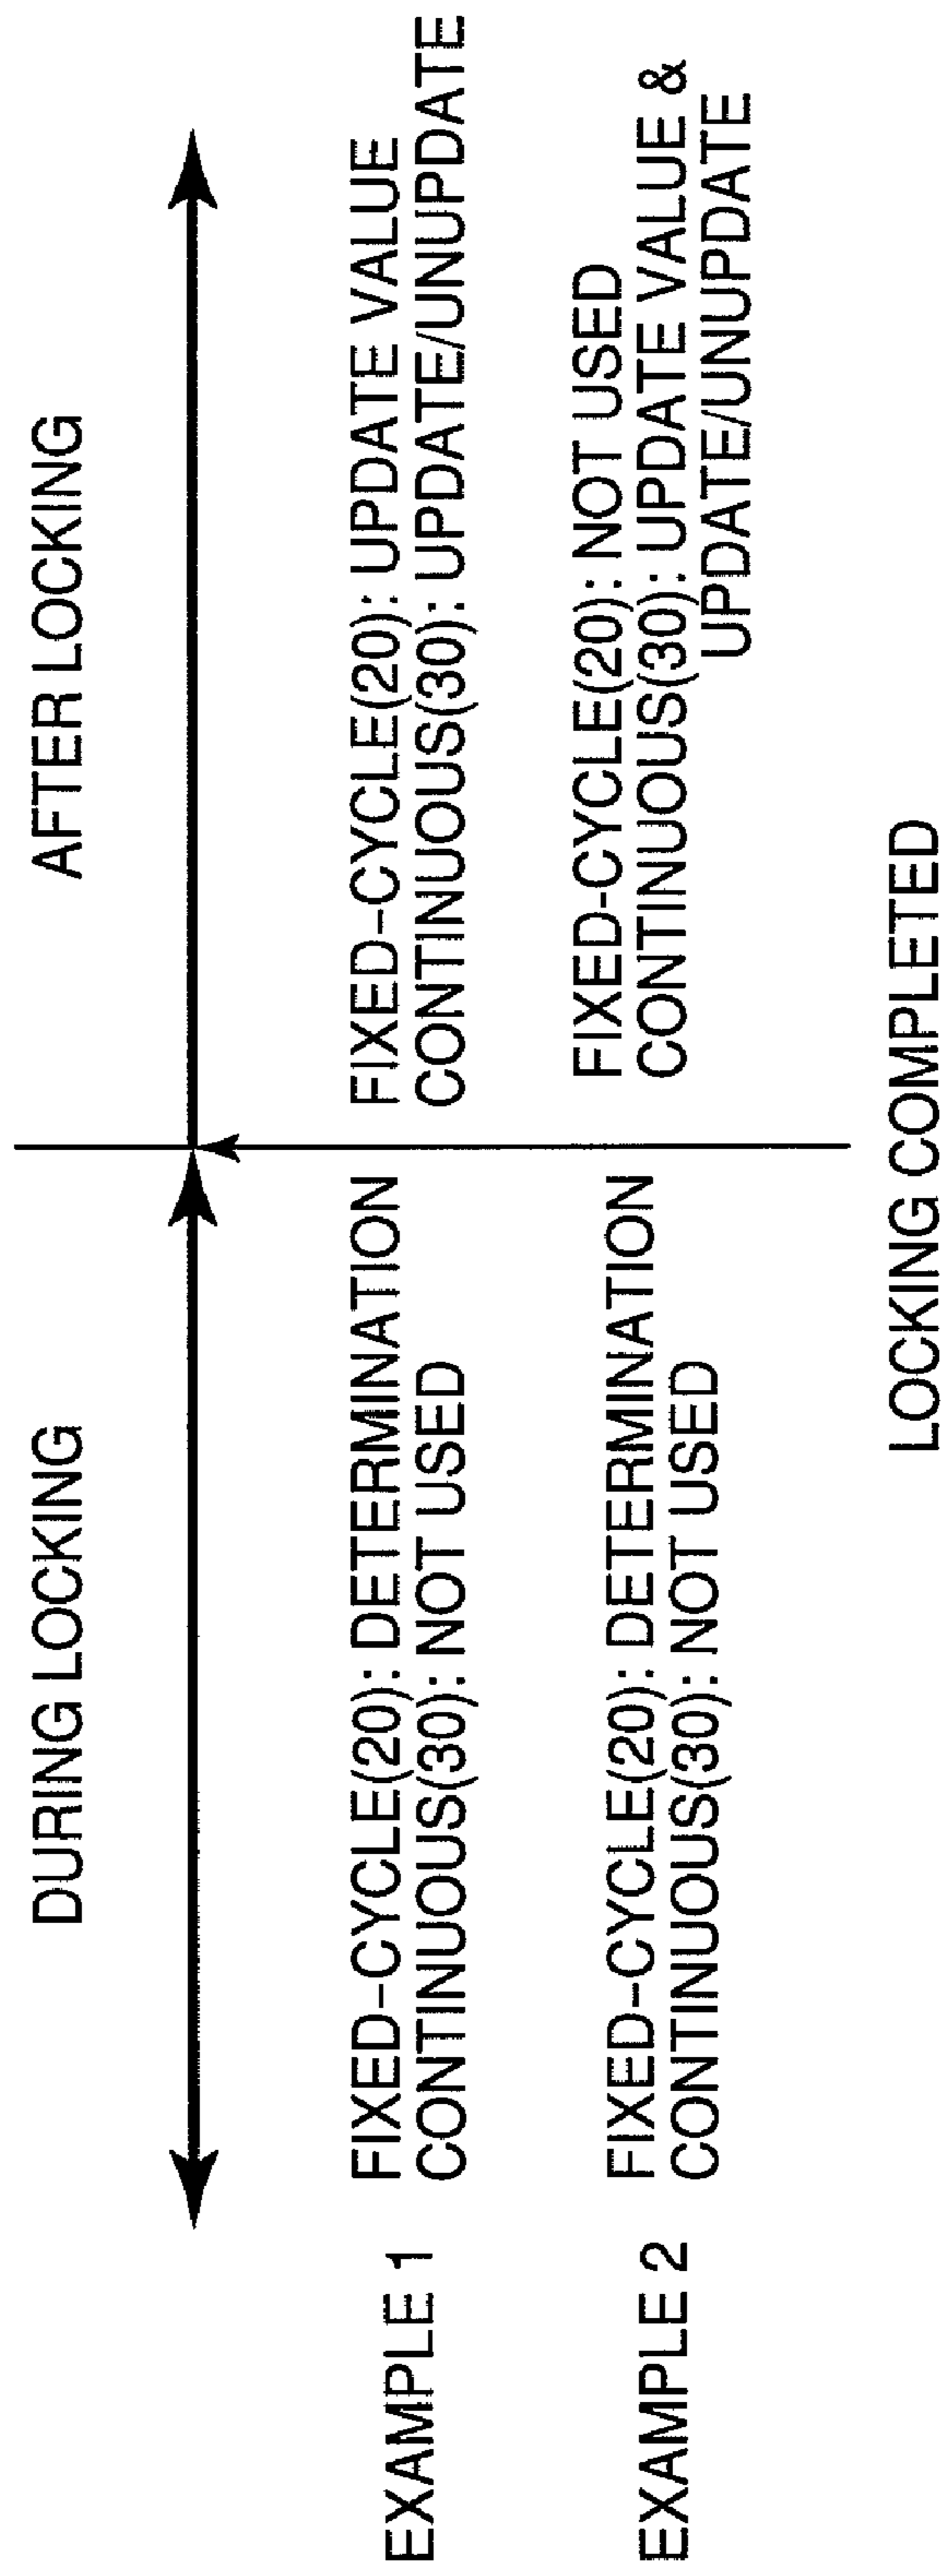 DURING LOCKING
AFTER LOCKING
EXAMPLE 1
FIXED-CYCLE(20): DETERMINATION
CONTINUOUS(30): NOT USED
FIXED-CYCLE(20): UPDATE VALUE
CONTINUOUS(30): UPDATE/UNUPDATE
EXAMPLE 2
FIXED-CYCLE(20): DETERMINATION
CONTINUOUS(30): NOT USED
FIXED-CYCLE(20): NOT USED
CONTINUOUS(30): UPDATE VALUE &
UPDATE/UNUPDATE
LOCKING COMPLETED